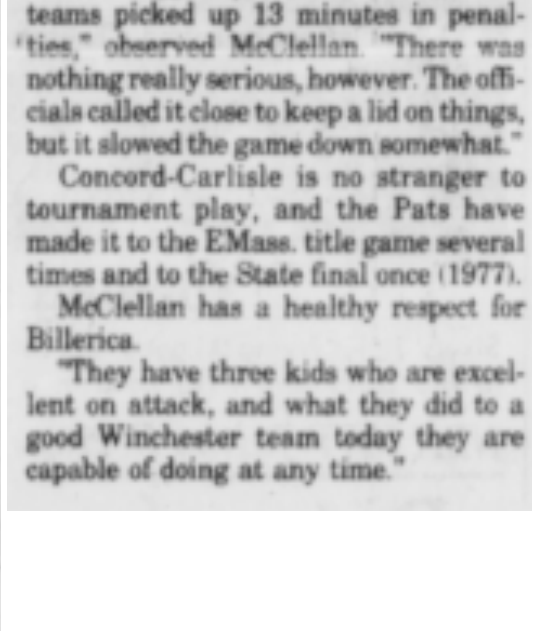 teams picked up 13 minutes in penal-
ties," observed McClellan. "There was
nothing really serious, however. The offi-
cials called it close to keep a lid on things,
but it slowed the game down somewhat."
Concord-Carlisle is no stranger to
tournament play, and the Pats have
made it to the EMass. title game several
times and to the State final once (1977).
McClellan has a healthy respect for
Billerica.
"They have three kids who are excel-
lent on attack, and what they did to a
good Winchester team today they are
capable of doing at any time."